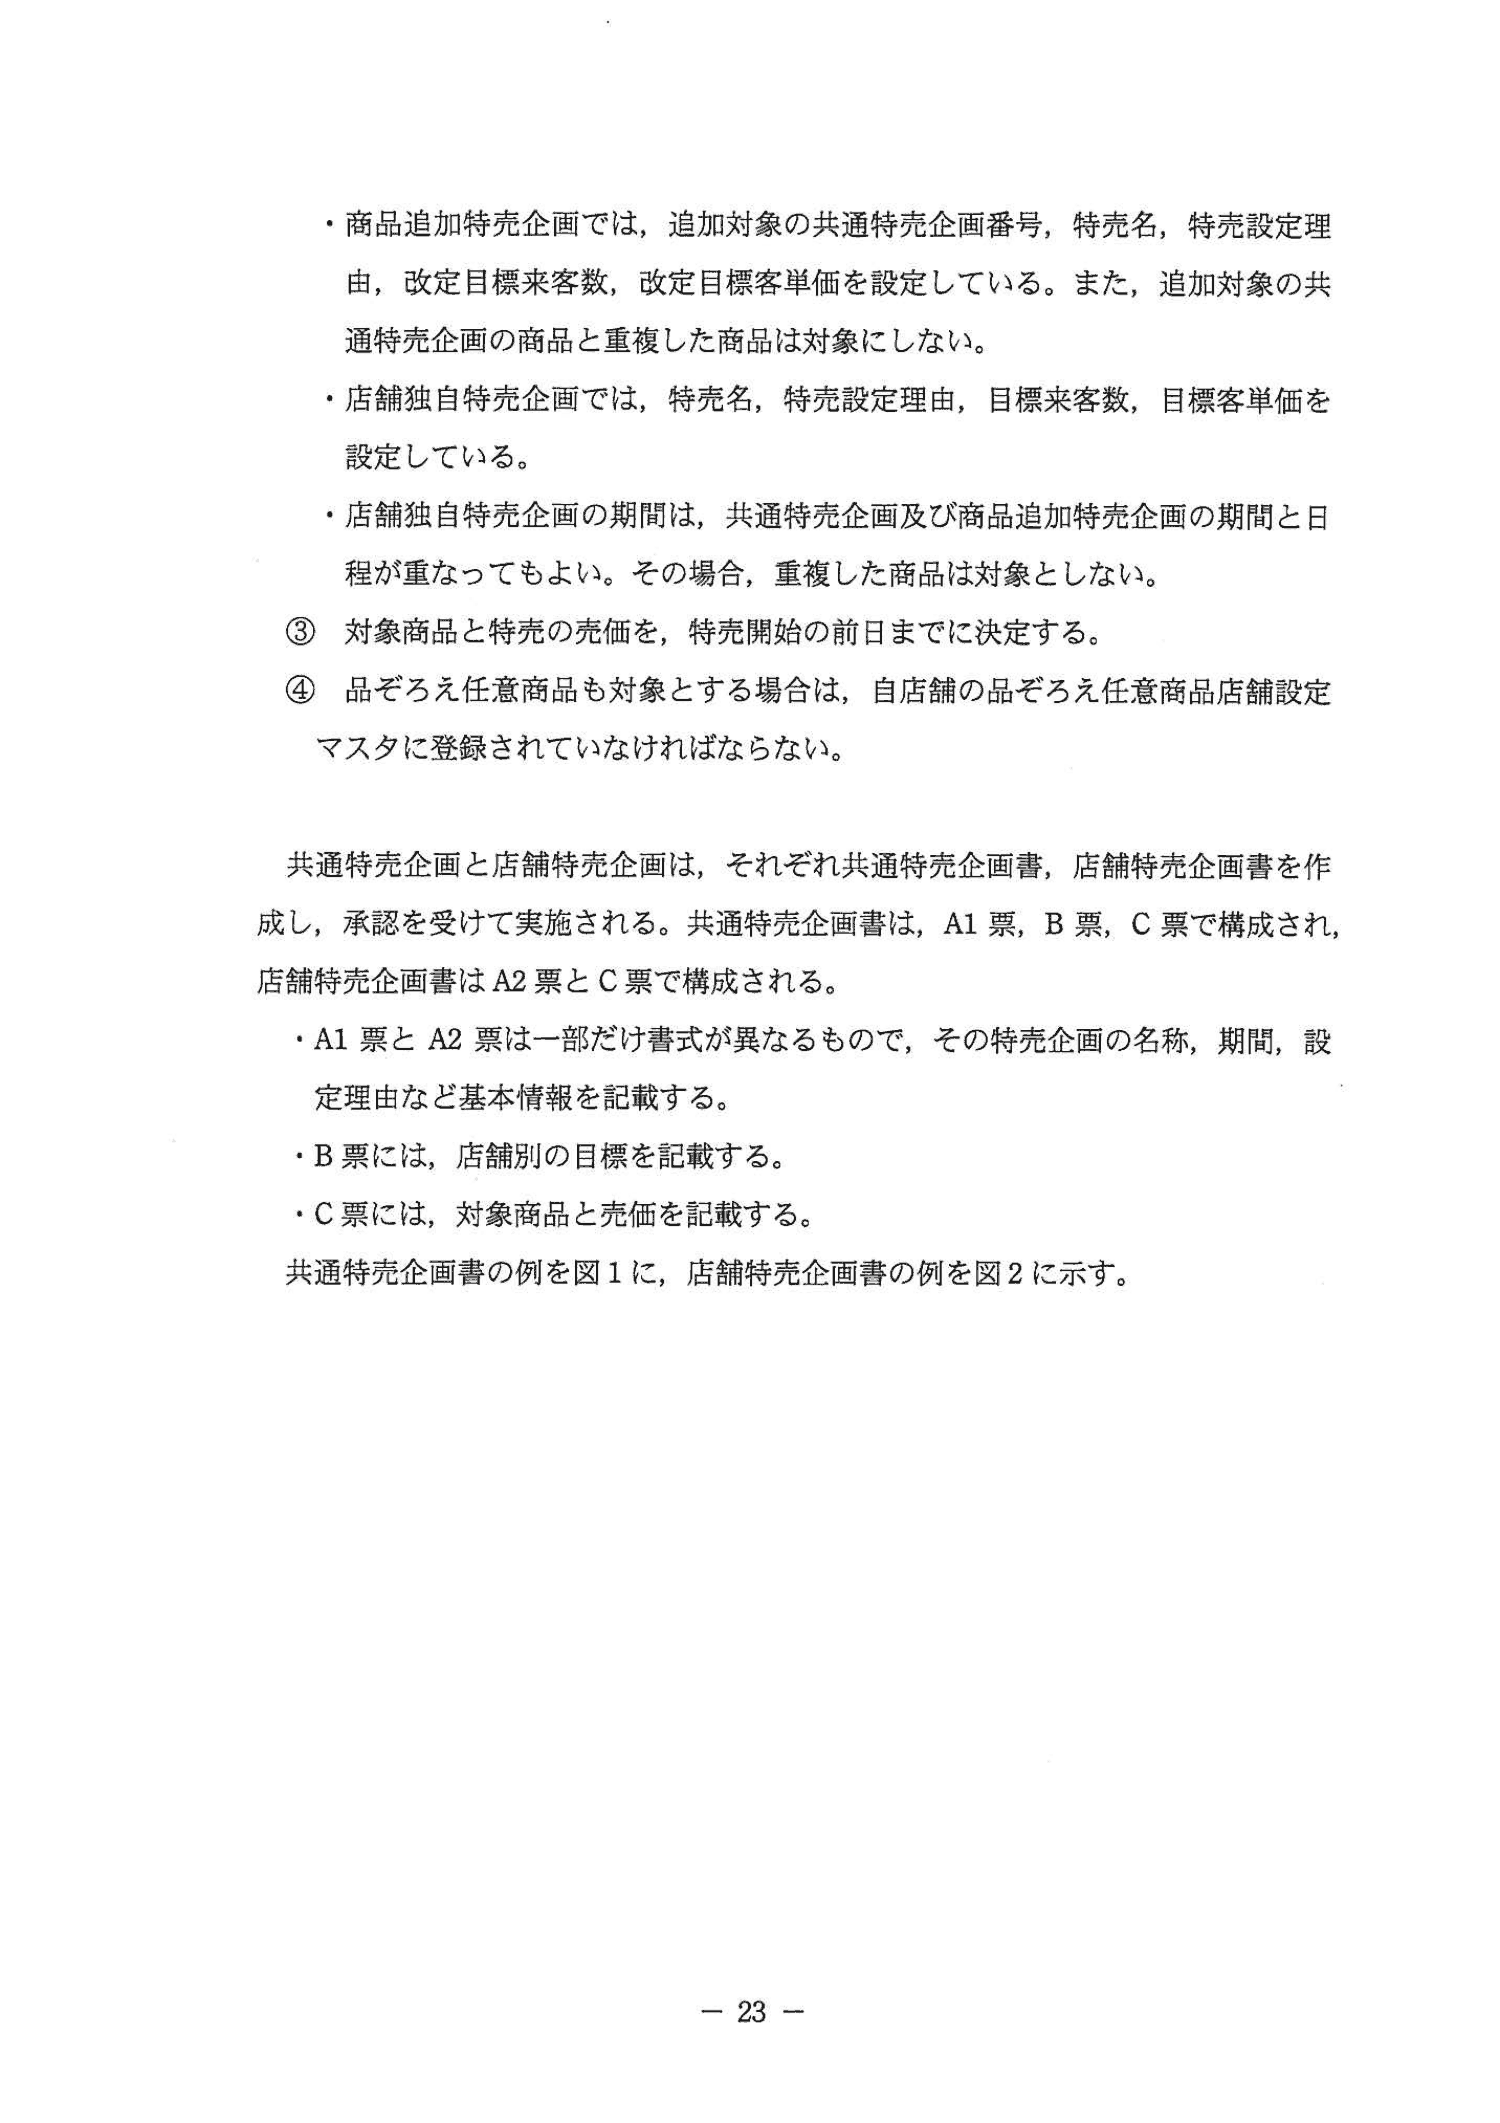 ・商品追加特売企画では，追加対象の共通特売企画番号，特売名，特売設定理
由，改定目標来客数，改定目標客単価を設定している。また，追加対象の共
通特売企画の商品と重複した商品は対象にしない。
・店舗独自特売企画では，特売名，特売設定理由，目標来客数，目標客単価を
設定している。
・店舗独自特売企画の期間は，共通特売企画及び商品追加特売企画の期間と日
程が重なってもよい。その場合，重複した商品は対象としない。
③　対象商品と特売の売価を，特売開始の前日までに決定する。
④　品ぞろえ任意商品も対象とする場合は，自店舗の品ぞろえ任意商品店舗設定
マスタに登録されていなければならない。
共通特売企画と店舗特売企画は，それぞれ共通特売企画書，店舗特売企画書を作
成し，承認を受けて実施される。共通特売企画書は，A1 票，B 票，C 票で構成され，
店舗特売企画書は A2 票と C 票で構成される。
・A1 票と A2 票は一部だけ書式が異なるもので，その特売企画の名称，期間，設
定理由など基本情報を記載する。
・B 票には，店舗別の目標を記載する。
・C 票には，対象商品と売価を記載する。
共通特売企画書の例を図 1 に，店舗特売企画書の例を図 2 に示す。
－ 23 －